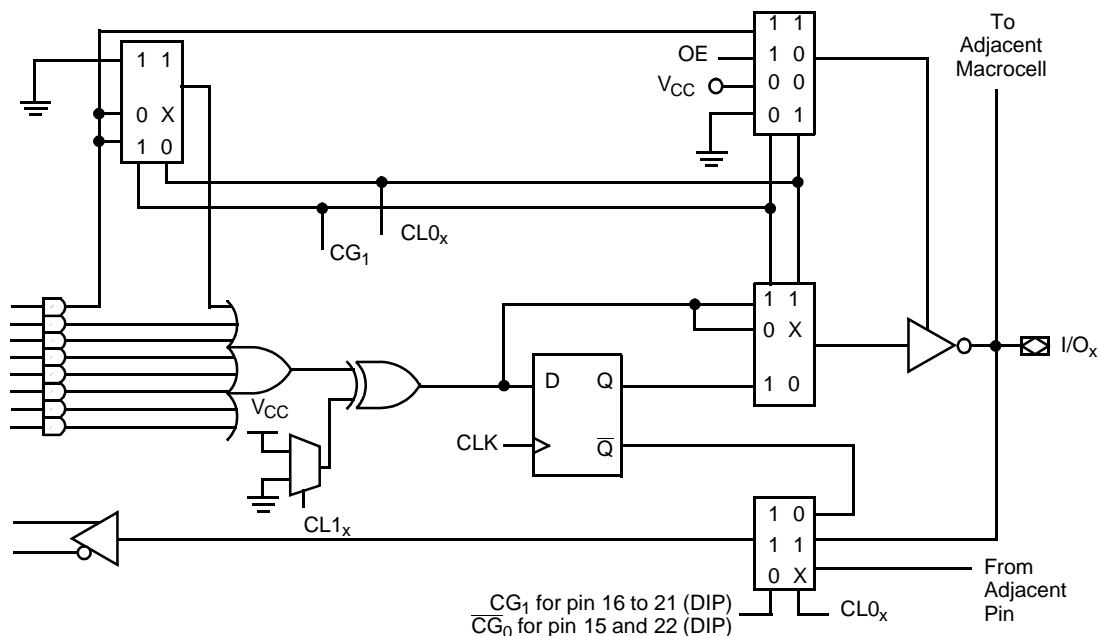 1 1
1 0
0 0
0 1
OE
V_CC
To
Adjacent
Macrocell
1 1
0 X
1 0
CG_1
CL0_x
1 1
0 X
1 0
I/O_x
D Q
CLK Q̅
V_CC
CL1_x
1 0
1 1
0 X
From
Adjacent
Pin
CG_1 for pin 16 to 21 (DIP)
C̅G̅_0 for pin 15 and 22 (DIP)
CL0_x